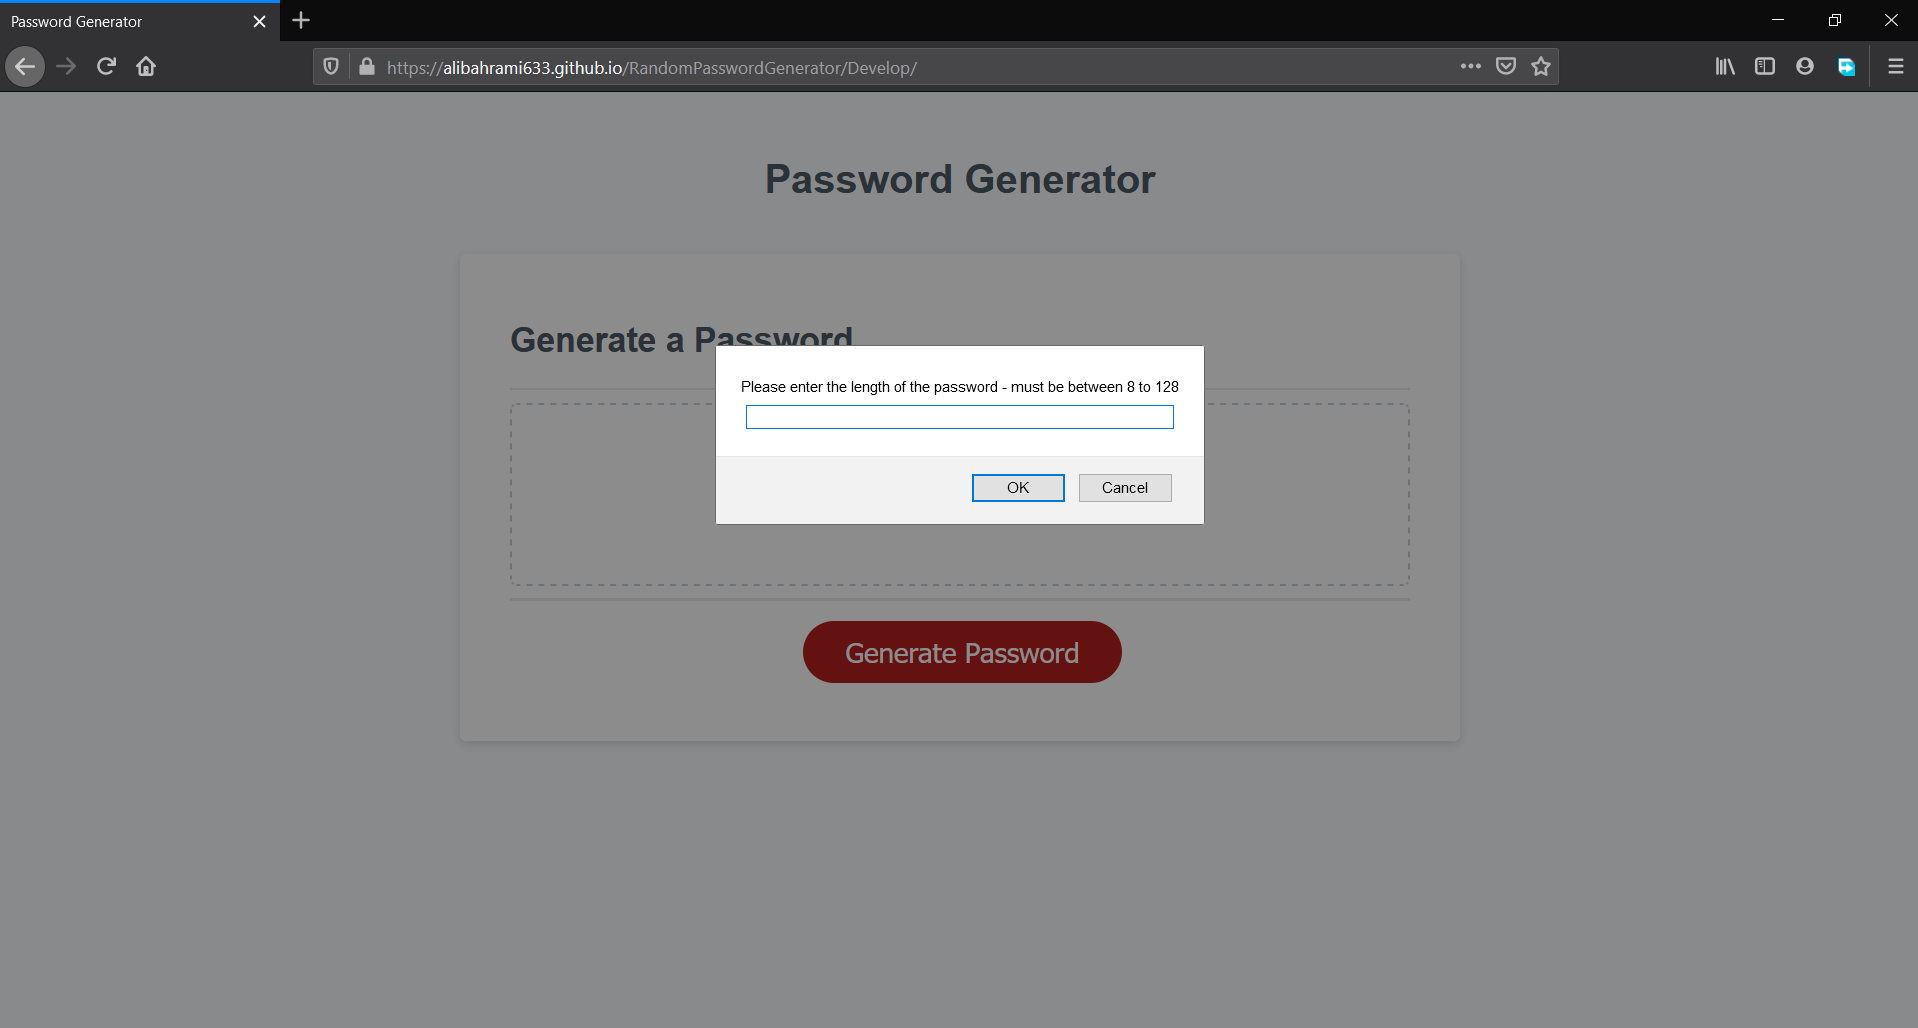 Password Generator
https://alibahrami633.github.io/RandomPasswordGenerator/Develop/
Password Generator
Generate a Password
Please enter the length of the password - must be between 8 to 128
OK Cancel
Generate Password